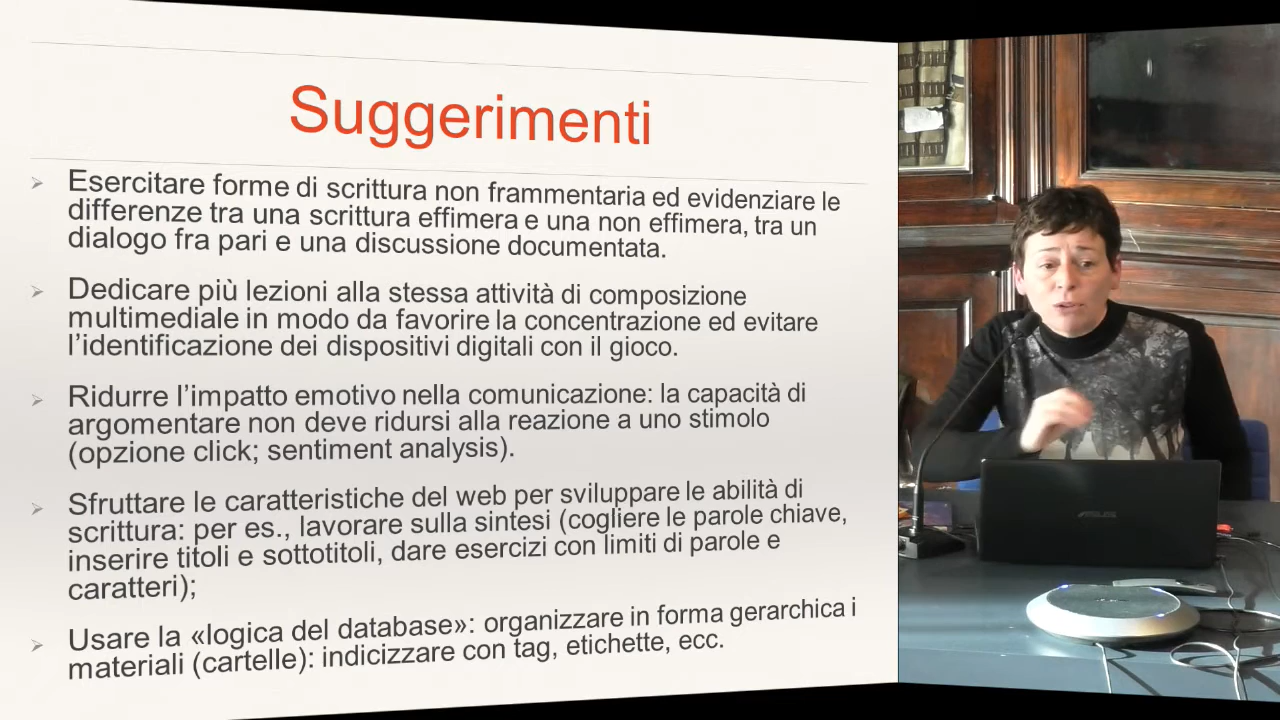 Suggerimenti
Esercitare forme di scrittura non frammentaria ed evidenziare le
differenze tra una scrittura effimera e una non effimera, tra un
dialogo fra pari e una discussione documentata.
Dedicare più lezioni alla stessa attività di composizione
multimediale in modo da favorire la concentrazione ed evitare
l’identificazione dei dispositivi digitali con il gioco.
Ridurre l’impatto emotivo nella comunicazione: la capacità di
argomentare non deve ridursi alla reazione a uno stimolo
(opzione click; sentiment analysis).
Sfruttare le caratteristiche del web per sviluppare le abilità di
scrittura: per es., lavorare sulla sintesi (cogliere le parole chiave,
inserire titoli e sottotitoli, dare esercizi con limiti di parole e
caratteri);
Usare la «logica del database»: organizzare in forma gerarchica i
materiali (cartelle): indicizzare con tag, etichette, ecc.
ASUS